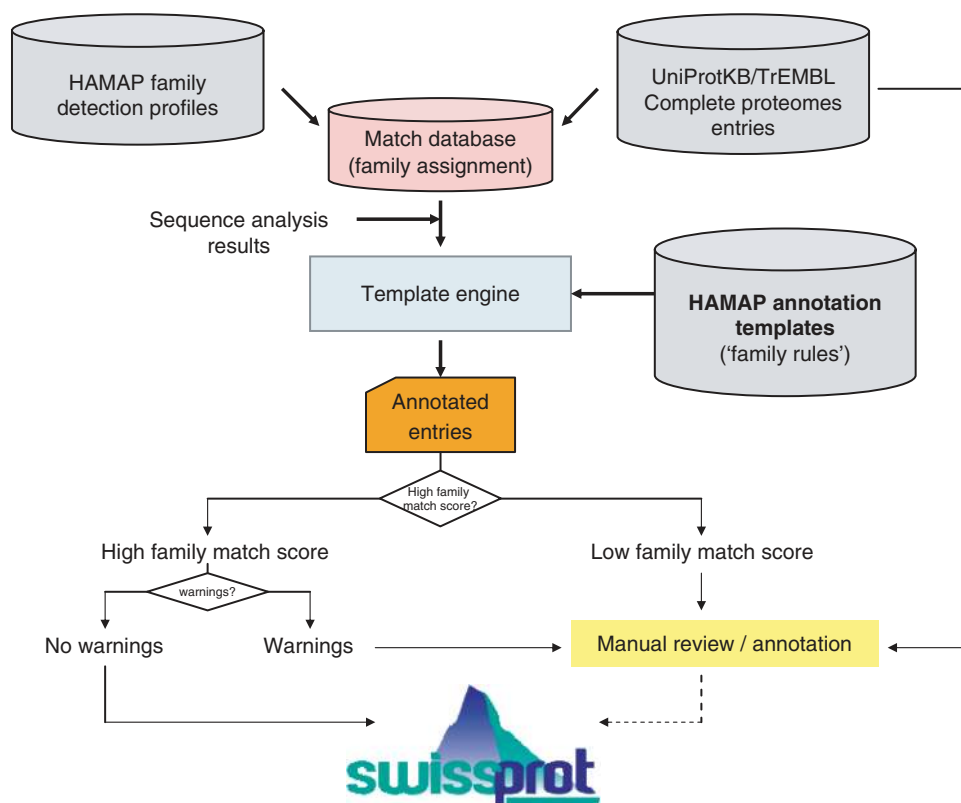 HAMAP family
detection profiles
UniProtKB/TrEMBL
Complete proteomes
entries
Match database
(family assignment)
Sequence analysis
results
Template engine
HAMAP annotation
templates
(‘family rules’)
Annotated
entries
High family
match score?
High family match score
Low family match score
warnings?
No warnings
Warnings
Manual review / annotation
swissprot